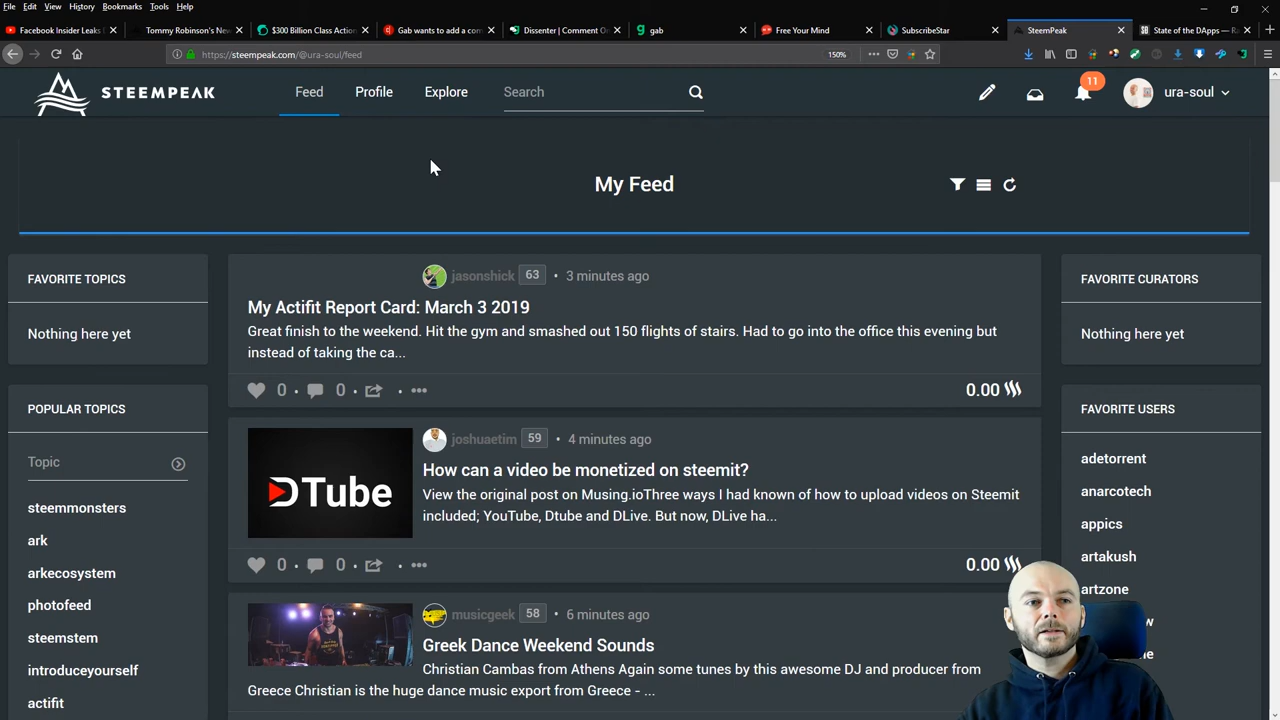 File Edit View History Bookmarks Tools Help
Facebook Insider Leaks Tommy Robinson's New $300 Billion Class Action Gab wants to add a com Dissenter | Comment On gab Free Your Mind SubscribeStar SteemPeak State of the DApps — Ra
https://steempeak.com/@ura-soul/feed 150%
STEEMPEAK Feed Profile Explore Search 11 ura-soul
My Feed
FAVORITE TOPICS
Nothing here yet
POPULAR TOPICS
Topic
steemmonsters
ark
arkecosystem
photofeed
steemstem
introduceyourself
actifit
jasonshick 63 • 3 minutes ago
My Actifit Report Card: March 3 2019
Great finish to the weekend. Hit the gym and smashed out 150 flights of stairs. Had to go into the office this evening but
instead of taking the ca...
0 • 0 • • ••• 0.00
joshuaetim 59 • 4 minutes ago
How can a video be monetized on steemit?
DTube
View the original post on Musing.ioThree ways I had known of how to upload videos on Steemit
included; YouTube, Dtube and DLive. But now, DLive ha...
0 • 0 • • ••• 0.00
musicgeek 58 • 6 minutes ago
Greek Dance Weekend Sounds
Christian Cambas from Athens Again some tunes by this awesome DJ and producer from
Greece Christian is the huge dance music export from Greece - ...
FAVORITE CURATORS
Nothing here yet
FAVORITE USERS
adetorrent
anarcotech
appics
artakush
artzone